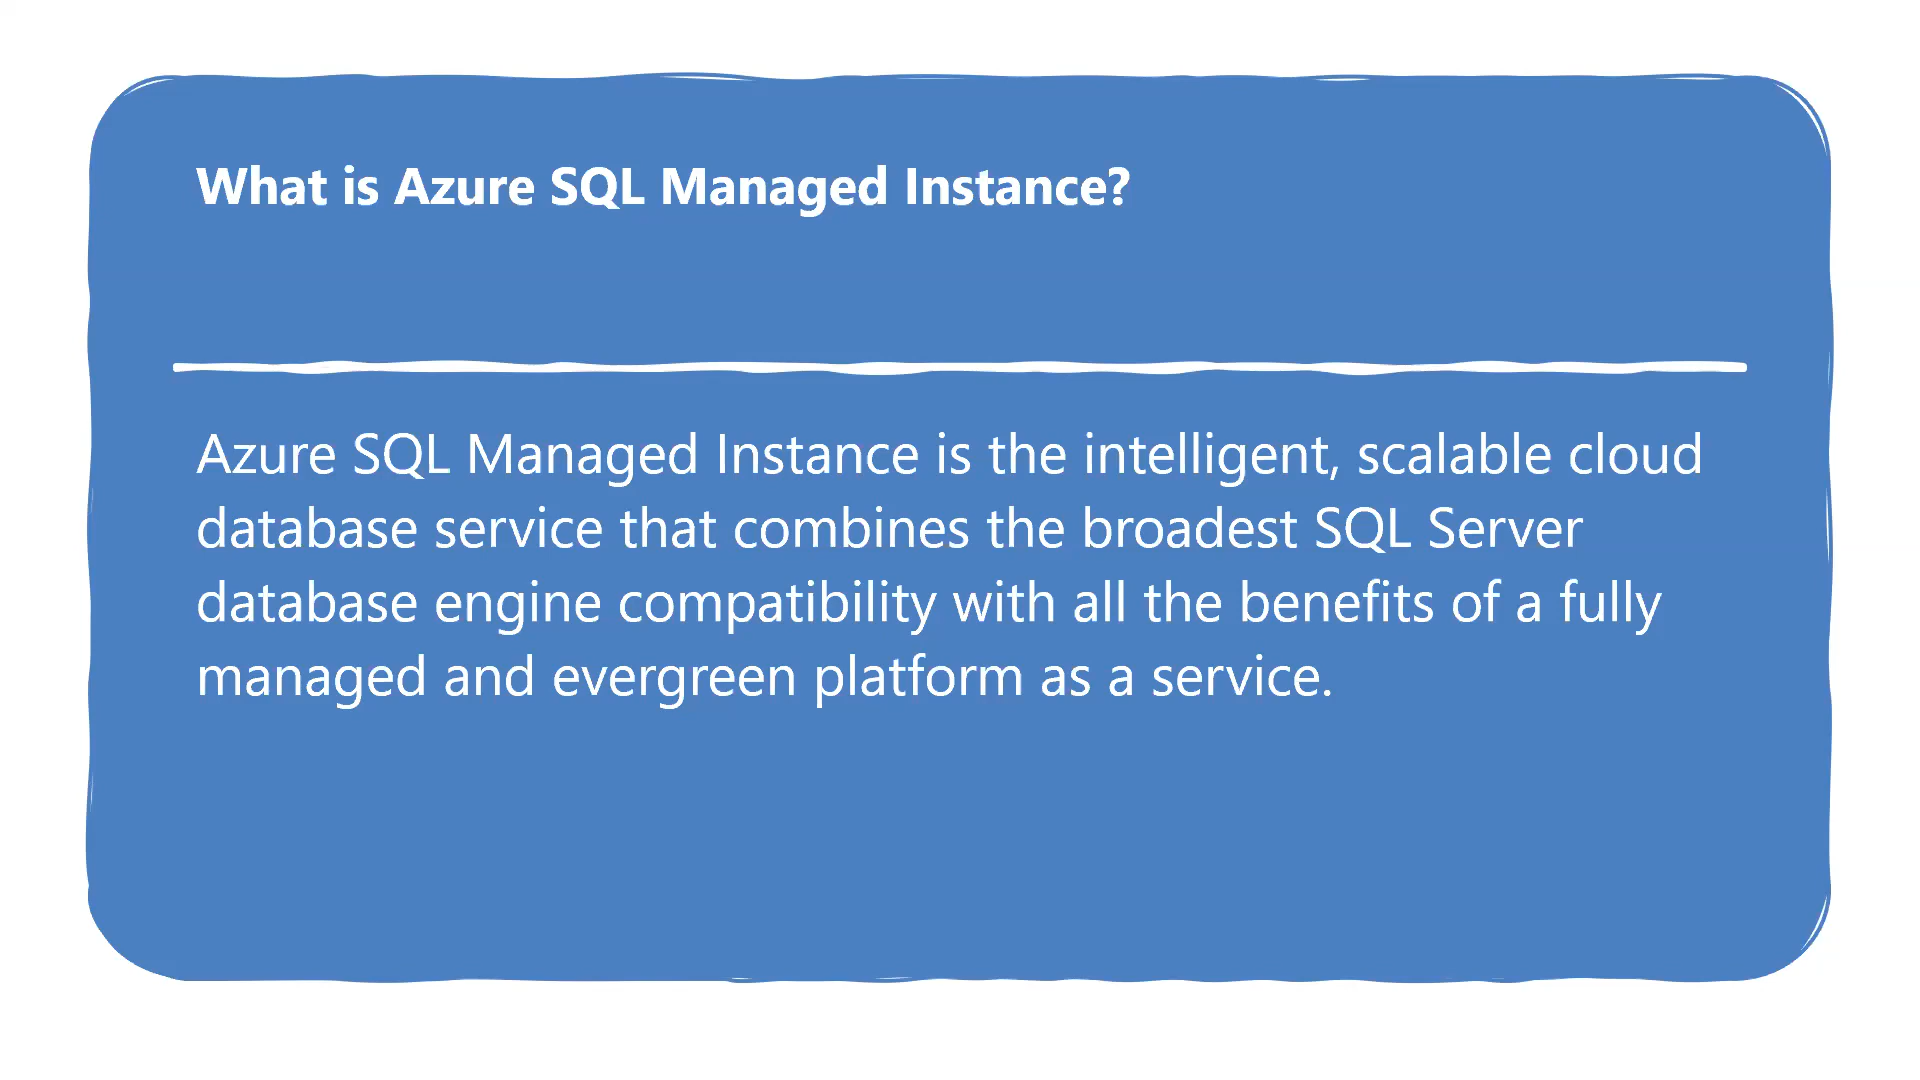 What is Azure SQL Managed Instance?
Azure SQL Managed Instance is the intelligent, scalable cloud
database service that combines the broadest SQL Server
database engine compatibility with all the benefits of a fully
managed and evergreen platform as a service.